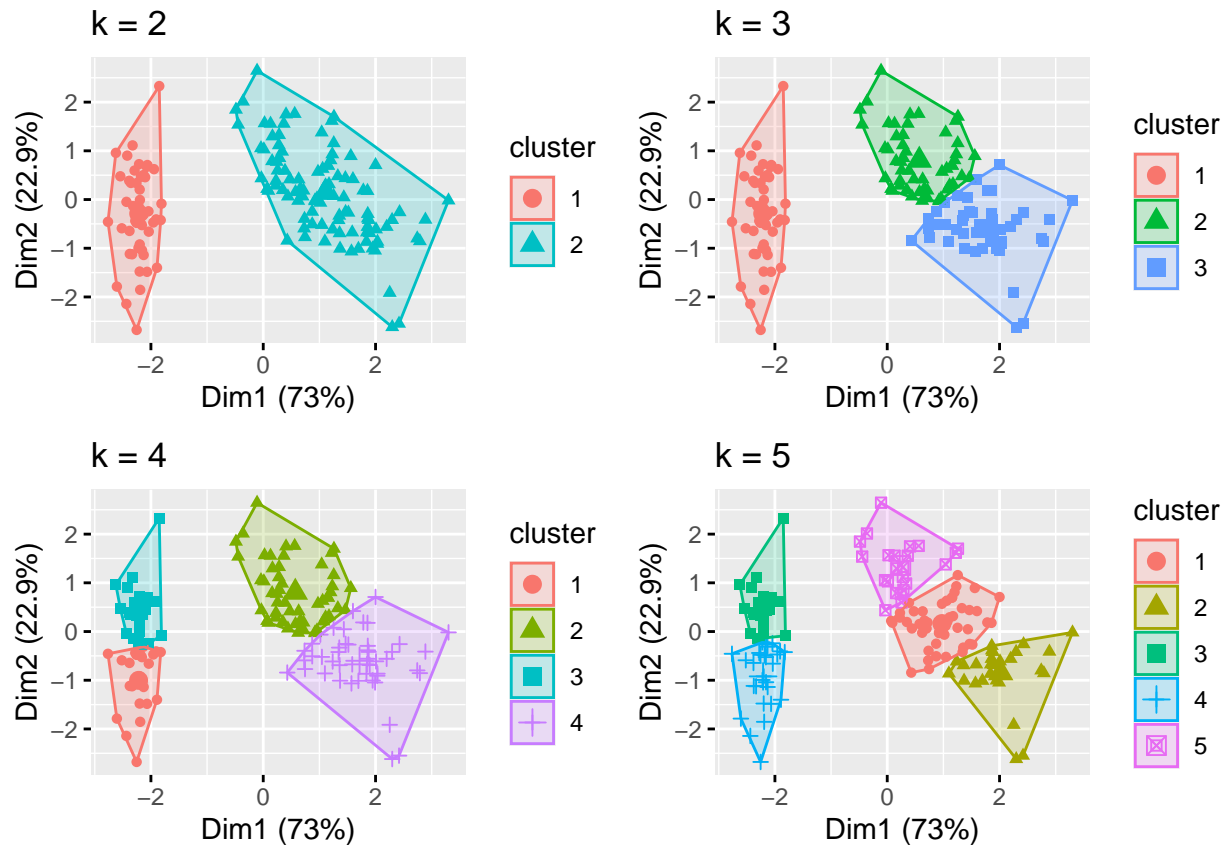 k = 2
Dim2 (22.9%)
2
1
0
−1
−2
−2
0
2
Dim1 (73%)
cluster
1
2
k = 3
Dim2 (22.9%)
2
1
0
−1
−2
−2
0
2
Dim1 (73%)
cluster
1
2
3
k = 4
Dim2 (22.9%)
2
1
0
−1
−2
−2
0
2
Dim1 (73%)
cluster
1
2
3
4
k = 5
Dim2 (22.9%)
2
1
0
−1
−2
−2
0
2
Dim1 (73%)
cluster
1
2
3
4
5